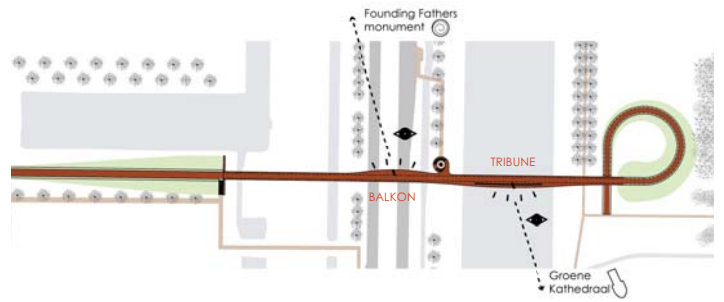 Founding Fathers
monument
TRIBUNE
BALKON
Groene
Kathedraal